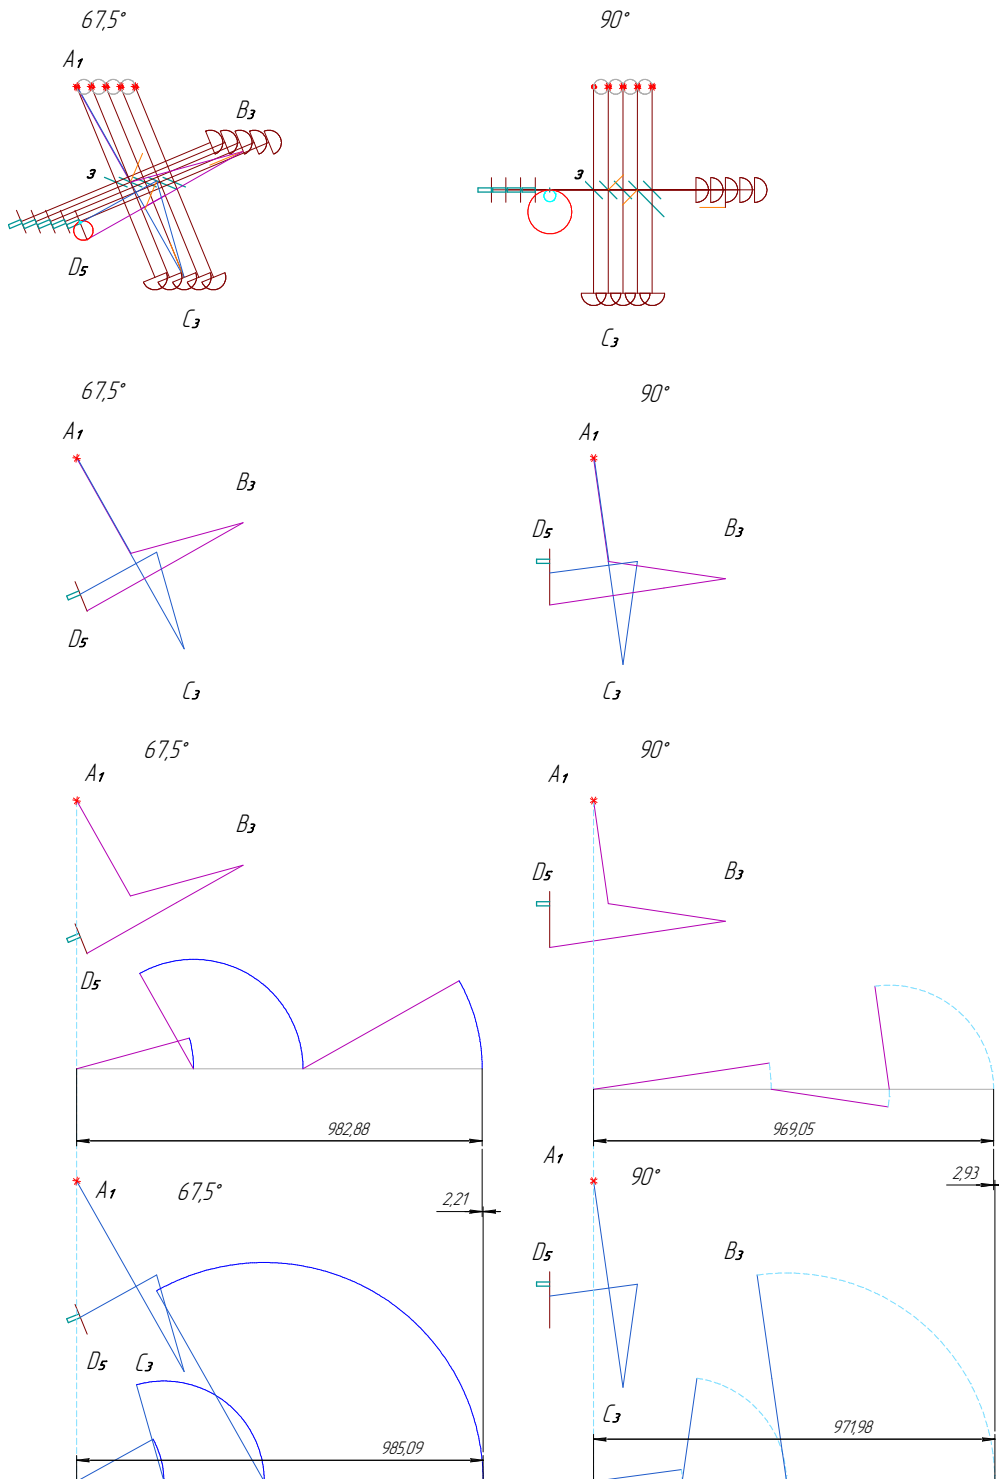 67,5° 90°
A₁
B₃
3 3
D₅
C₃
C₃
67,5° 90°
A₁ A₁
B₃
D₅ B₃
D₅
C₃ C₃
67,5° 90°
A₁ A₁
B₃
D₅ B₃
D₅
982,88 969,05
A₁
67,5° 90°
A₁
2,21 2,93
D₅ B₃
D₅ C₃
C₃
985,09 971,98